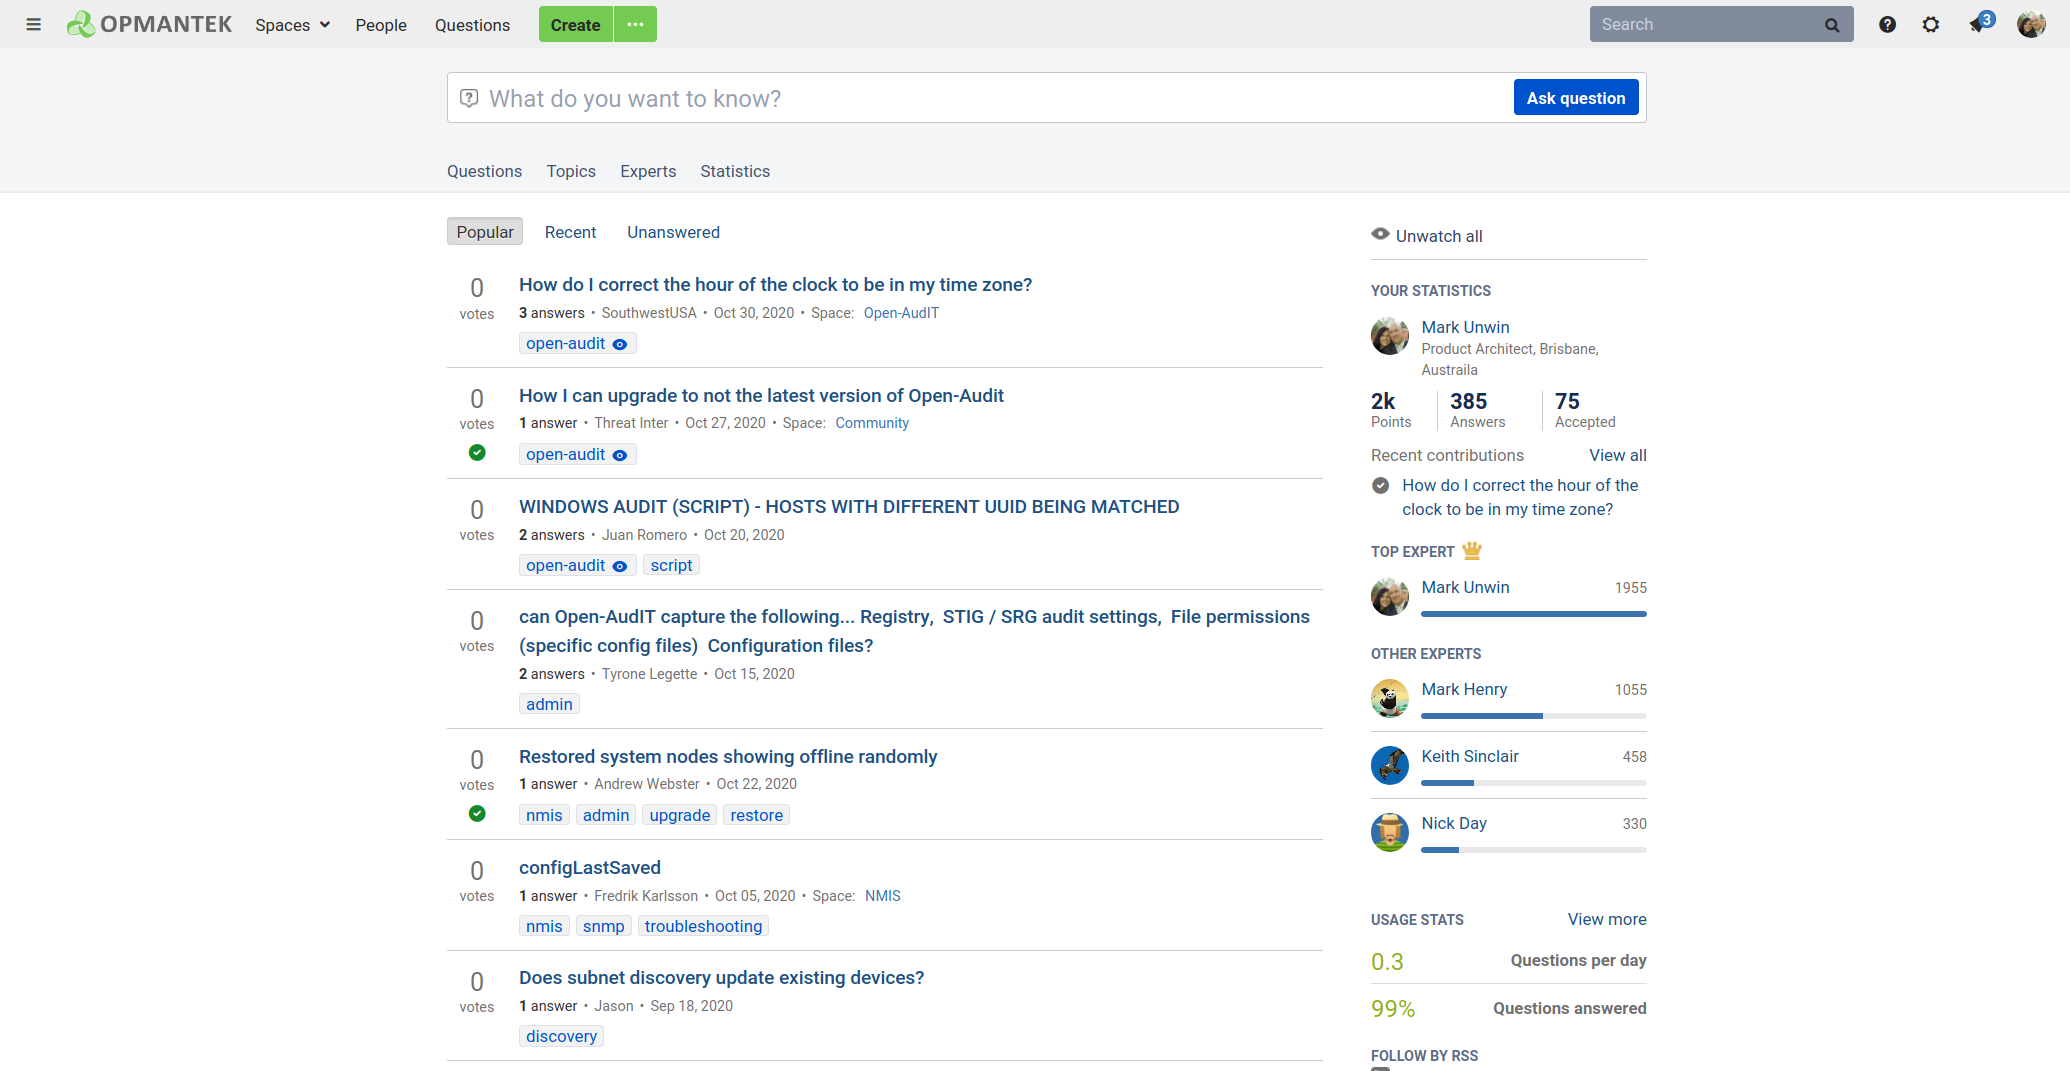 OPMANTEK Spaces People Questions Create ··· Search 3
What do you want to know? Ask question
Questions Topics Experts Statistics
Popular Recent Unanswered
0 votes
How do I correct the hour of the clock to be in my time zone?
3 answers • SouthwestUSA • Oct 30, 2020 • Space: Open-AudIT
open-audit
0 votes
How I can upgrade to not the latest version of Open-Audit
1 answer • Threat Inter • Oct 27, 2020 • Space: Community
open-audit
0 votes
WINDOWS AUDIT (SCRIPT) - HOSTS WITH DIFFERENT UUID BEING MATCHED
2 answers • Juan Romero • Oct 20, 2020
open-audit script
0 votes
can Open-AudIT capture the following... Registry, STIG / SRG audit settings, File permissions
(specific config files) Configuration files?
2 answers • Tyrone Legette • Oct 15, 2020
admin
0 votes
Restored system nodes showing offline randomly
1 answer • Andrew Webster • Oct 22, 2020
nmis admin upgrade restore
0 votes
configLastSaved
1 answer • Fredrik Karlsson • Oct 05, 2020 • Space: NMIS
nmis snmp troubleshooting
0 votes
Does subnet discovery update existing devices?
1 answer • Jason • Sep 18, 2020
discovery
Unwatch all
YOUR STATISTICS
Mark Unwin
Product Architect, Brisbane,
Austraila
2k 385 75
Points Answers Accepted
Recent contributions View all
How do I correct the hour of the
clock to be in my time zone?
TOP EXPERT
Mark Unwin 1955
OTHER EXPERTS
Mark Henry 1055
Keith Sinclair 458
Nick Day 330
USAGE STATS View more
0.3 Questions per day
99% Questions answered
FOLLOW BY RSS